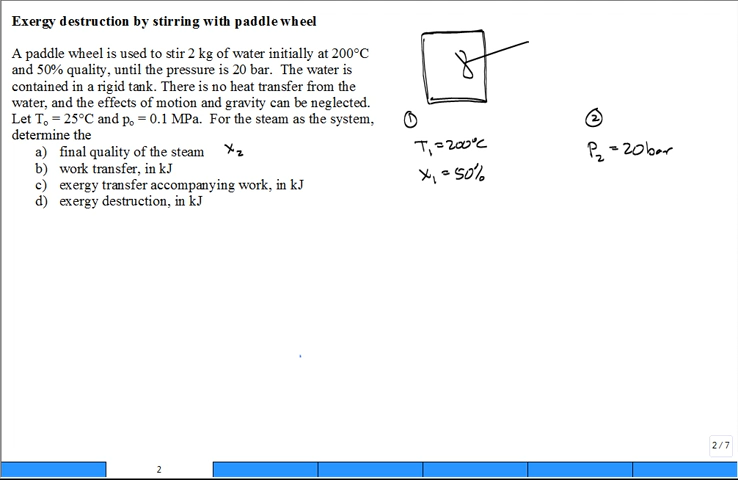 Exergy destruction by stirring with paddle wheel
A paddle wheel is used to stir 2 kg of water initially at 200°C
and 50% quality, until the pressure is 20 bar. The water is
contained in a rigid tank. There is no heat transfer from the
water, and the effects of motion and gravity can be neglected.
Let To = 25°C and po = 0.1 MPa. For the steam as the system,
determine the
a) final quality of the steam x₂
b) work transfer, in kJ
c) exergy transfer accompanying work, in kJ
d) exergy destruction, in kJ
①
T₁ = 200°C
x₁ = 50%
②
P₂ = 20 bar
2 / 7
2